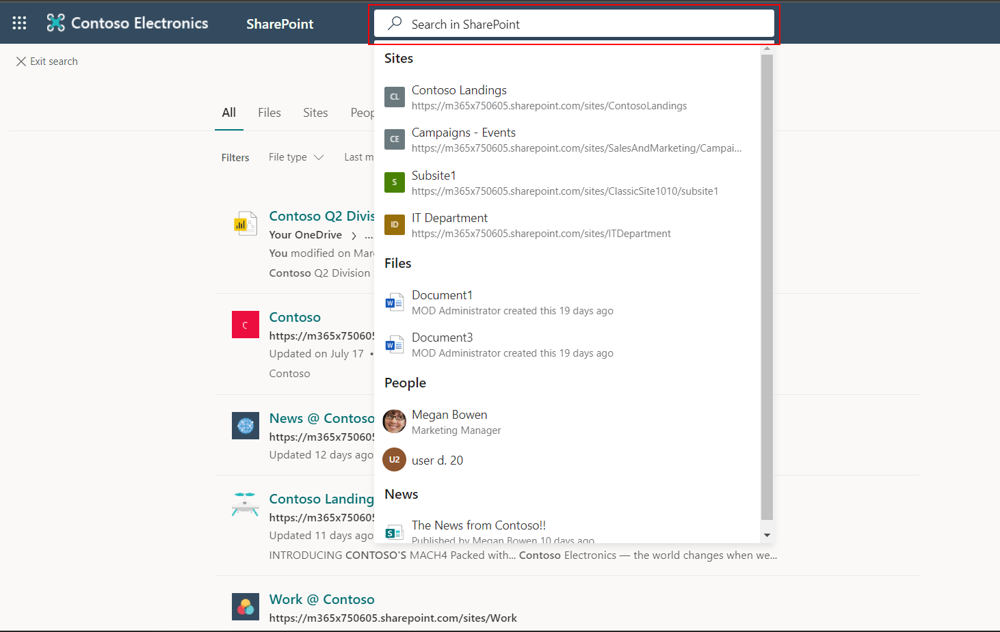 Contoso Electronics
SharePoint
Search in SharePoint
Exit search
All
Files
Sites
Peop
Filters
File type
Last m
Contoso Q2 Divis
Your OneDrive > ...
You modified on Mar
Contoso Q2 Division
C
Contoso
https://m365x750605
Updated on July 17 •
Contoso
News @ Contoso
https://m365x750605
Updated 12 days ago
Contoso Landing
https://m365x750605
Updated 11 days ago
INTRODUCING CONTOSO'S MACH4 Packed with... Contoso Electronics — the world changes when we...
Work @ Contoso
https://m365x750605.sharepoint.com/sites/Work
Sites
CL
Contoso Landings
https://m365x750605.sharepoint.com/sites/ContosoLandings
CE
Campaigns - Events
https://m365x750605.sharepoint.com/sites/SalesAndMarketing/Campai...
S
Subsite1
https://m365x750605.sharepoint.com/sites/ClassicSite1010/subsite1
ID
IT Department
https://m365x750605.sharepoint.com/sites/ITDepartment
Files
W
Document1
MOD Administrator created this 19 days ago
W
Document3
MOD Administrator created this 19 days ago
People
Megan Bowen
Marketing Manager
U2
user d. 20
News
S
The News from Contoso!!
Published by Megan Bowen 10 days ago